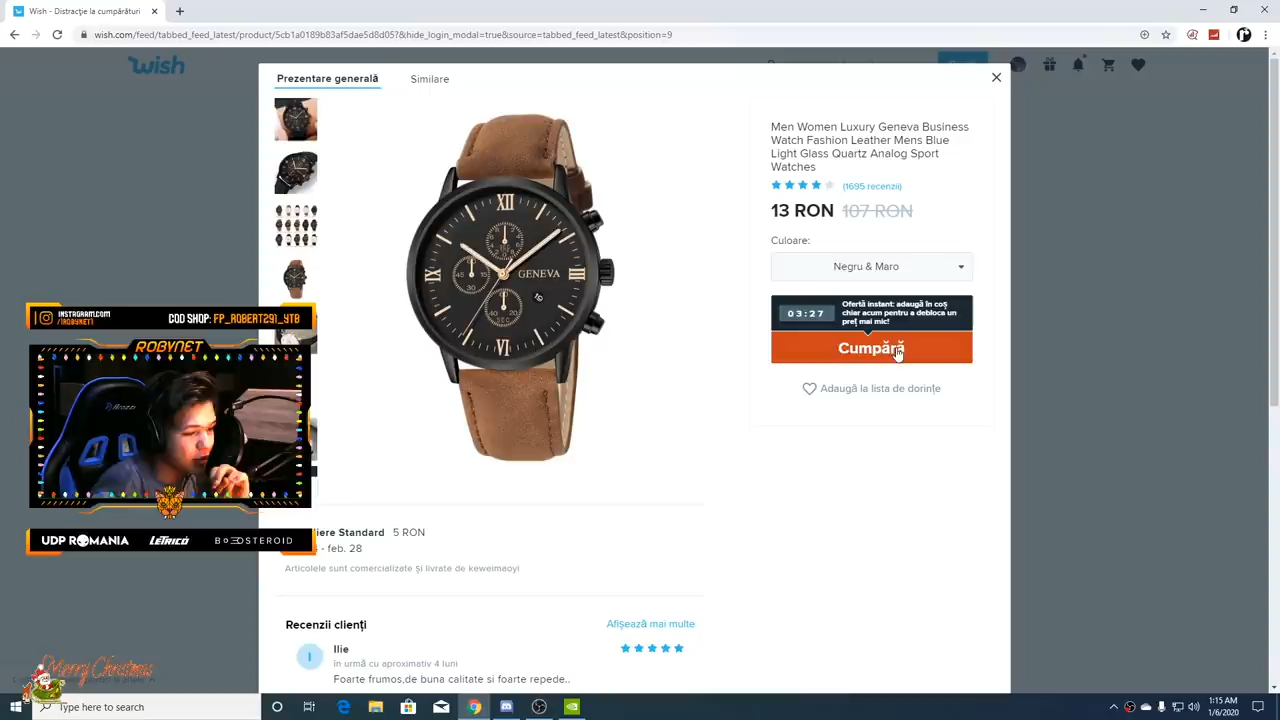 Wish - Distracție la cumpărături
wish.com/feed/tabbed_feed_latest/product/5cb1a0189b83af5dae5d8d05?&hide_login_modal=true&source=tabbed_feed_latest&position=9
wish
Prezentare generală
Similare
Men Women Luxury Geneva Business
Watch Fashion Leather Mens Blue
Light Glass Quartz Analog Sport
Watches
(1695 recenzii)
13 RON 107 RON
Culoare:
Negru & Maro
03:27
Ofertă instant: adaugă în coș
chiar acum pentru a debloca un
preț mai mic!
Cumpără
Adaugă la lista de dorințe
XII
GENEVA
45 15
30
INSTAGRAM.COM
COD SHOP: FP_ROBERT291_YTB
ROBYNET
Arozzi
UDP ROMANIA
LETRICO
BOOSTEROID
iere Standard 5 RON
- feb. 28
Articolele sunt comercializate și livrate de keweimaoyi
Recenzii clienți
Afișează mai multe
I
Ilie
în urmă cu aproximativ 4 luni
Foarte frumos,de buna calitate si foarte repede..
Merry Christmas
Type here to search
1:15 AM
1/6/2020